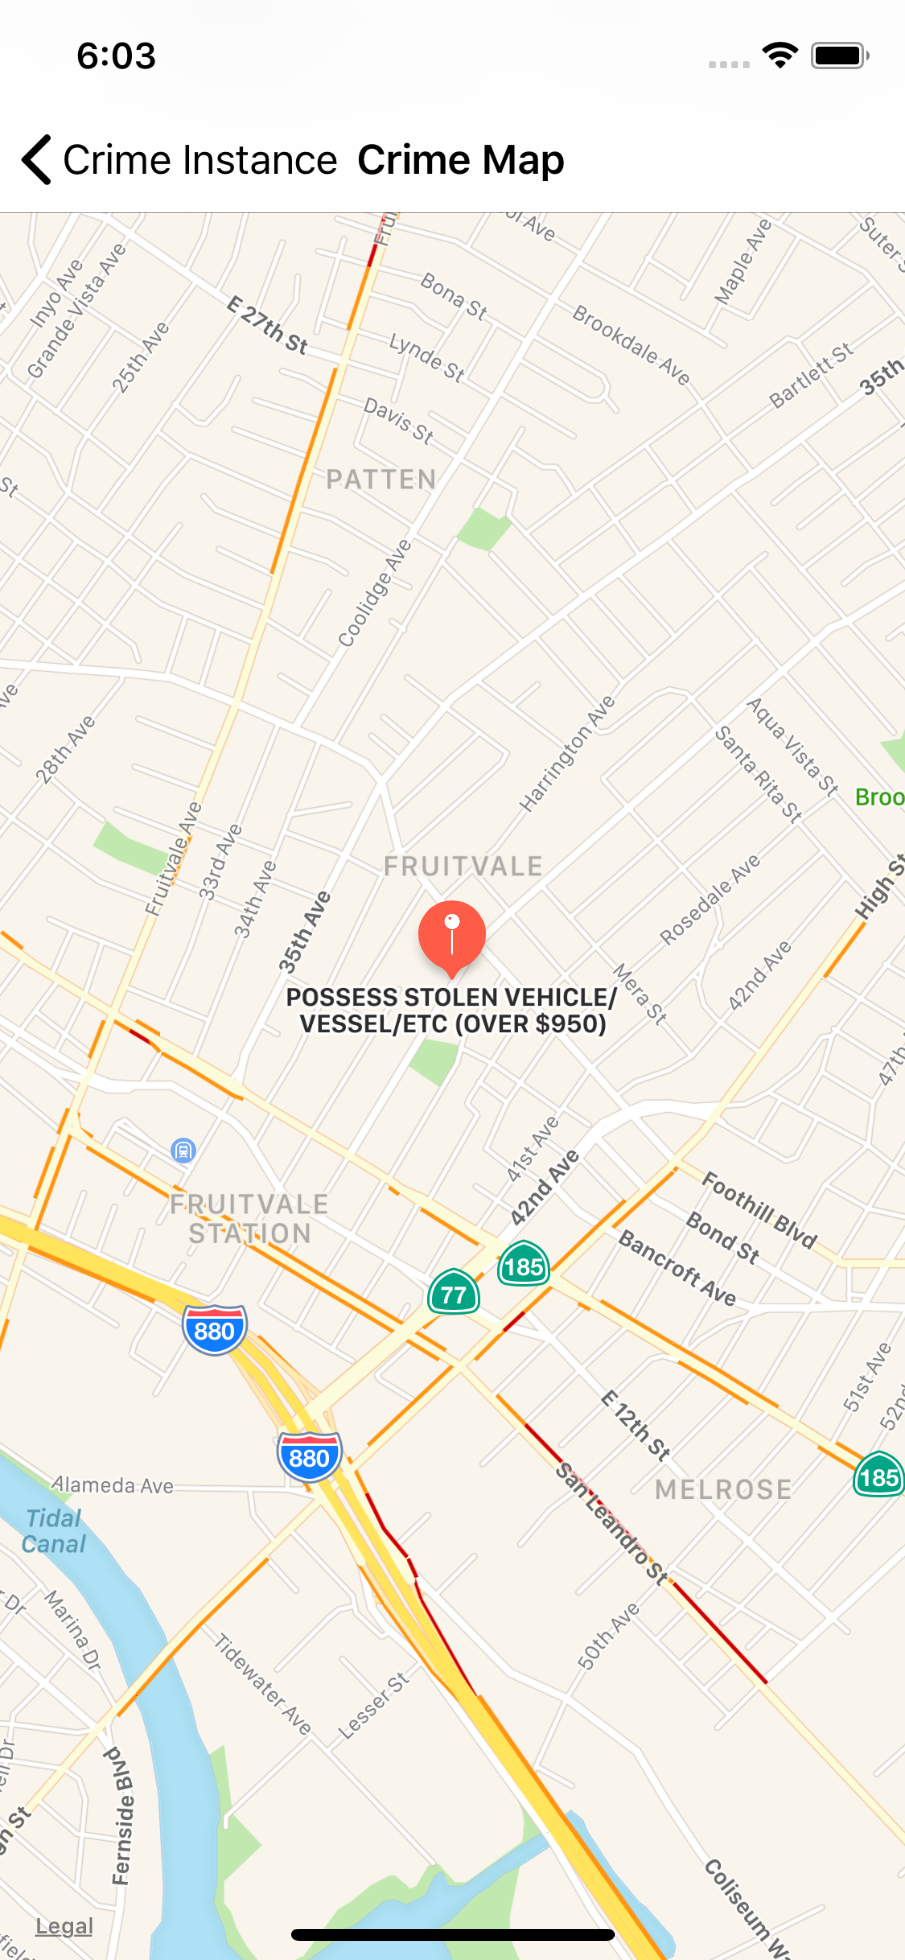 6:03
Crime Instance Crime Map
Inyo Ave
Grande Vista Ave
25th Ave
E 27th St
Bona St
Lynde St
Davis St
Brookdale Ave
Maple Ave
Bartlett St
35th
PATTEN
St
Coolidge Ave
28th Ave
Harrington Ave
Aqua Vista St
Santa Rita St
Broo
Fruitvale Ave
33rd Ave
34th Ave
35th Ave
FRUITVALE
Rosedale Ave
High St
42nd Ave
Mera St
47th
POSSESS STOLEN VEHICLE/
VESSEL/ETC (OVER $950)
41st Ave
42nd Ave
FRUITVALE
STATION
Foothill Blvd
Bond St
Bancroft Ave
185
77
880
51st Ave
52nd
E 12th St
880
185
Alameda Ave
MELROSE
San Leandro St
Tidal
Canal
Marina Dr
Dr
50th Ave
Tidewater Ave
Lesser St
Fernside Blvd
Coliseum Wa
Legal